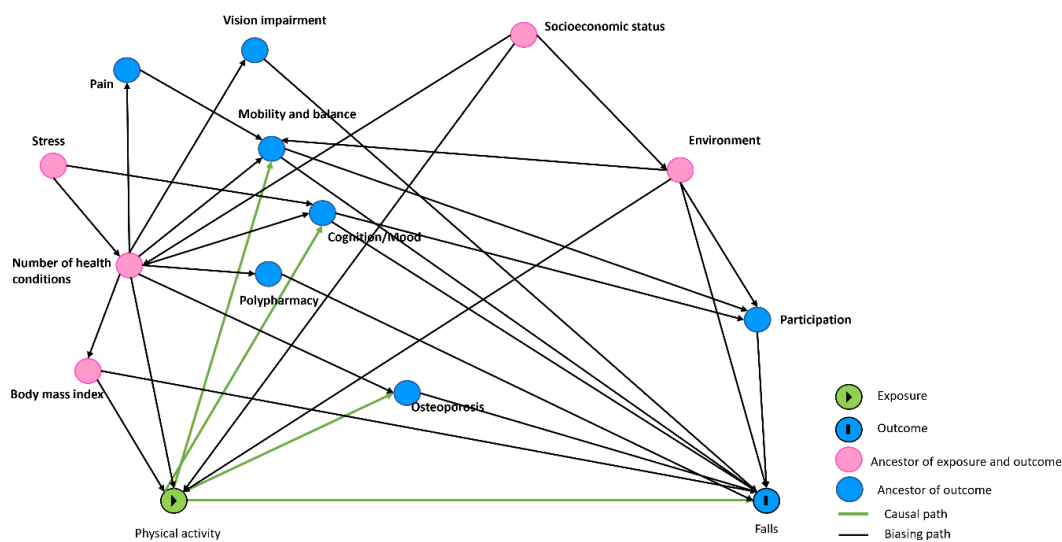 Vision impairment
Socioeconomic status
Pain
Mobility and balance
Stress
Environment
Cognition/Mood
Number of health
conditions
Polypharmacy
Participation
Body mass index
Osteoporosis
Physical activity
Falls
Exposure
Outcome
Ancestor of exposure and outcome
Ancestor of outcome
Causal path
Biasing path